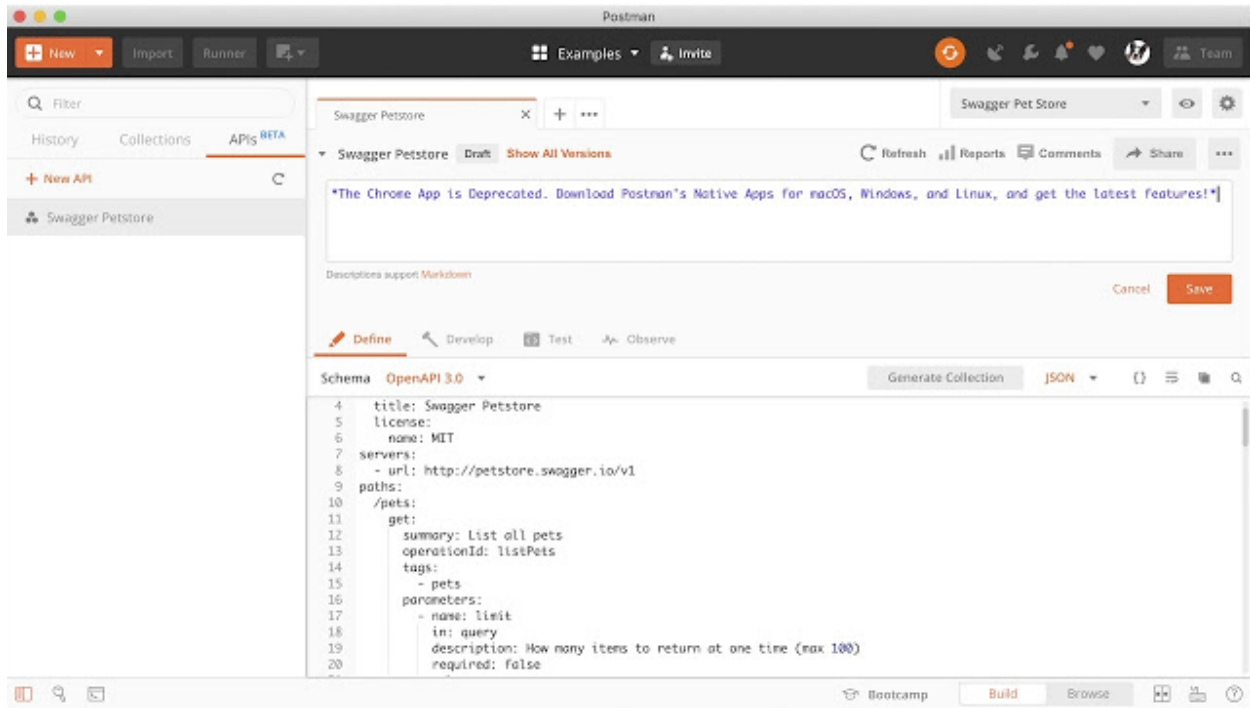 Postman
New
Import
Runner
Examples
Invite
Team
Filter
History Collections APIs BETA
+ New API
Swagger Petstore
Swagger Petstore × + •••
Swagger Pet Store
Swagger Petstore Draft Show All Versions
Refresh Reports Comments Share •••
*The Chrome App is Deprecated. Download Postman's Native Apps for macOS, Windows, and Linux, and get the latest features!*
Descriptions support Markdown
Cancel Save
Define Develop Test Observe
Schema OpenAPI 3.0
Generate Collection JSON {}
4 title: Swagger Petstore
5 license:
6 name: MIT
7 servers:
8 - url: http://petstore.swagger.io/v1
9 paths:
10 /pets:
11 get:
12 summary: List all pets
13 operationId: listPets
14 tags:
15 - pets
16 parameters:
17 - name: limit
18 in: query
19 description: How many items to return at one time (max 100)
20 required: false
Bootcamp Build Browse ?